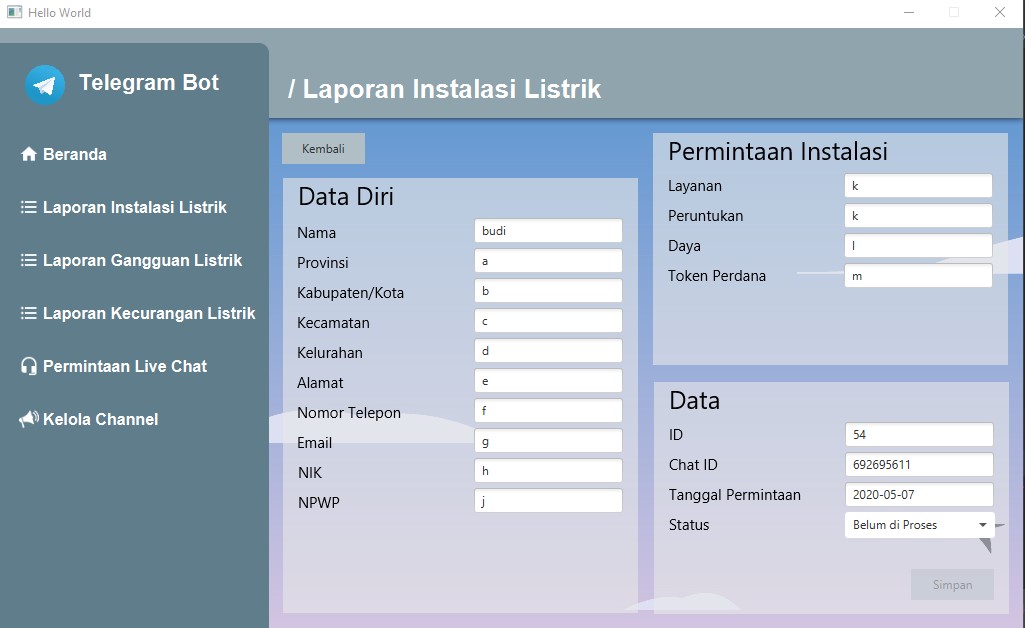 Hello World
Telegram Bot
Beranda
Laporan Instalasi Listrik
Laporan Gangguan Listrik
Laporan Kecurangan Listrik
Permintaan Live Chat
Kelola Channel
/ Laporan Instalasi Listrik
Kembali
Data Diri
Nama budi
Provinsi a
Kabupaten/Kota b
Kecamatan c
Kelurahan d
Alamat e
Nomor Telepon f
Email g
NIK h
NPWP j
Permintaan Instalasi
Layanan k
Peruntukan k
Daya l
Token Perdana m
Data
ID 54
Chat ID 692695611
Tanggal Permintaan 2020-05-07
Status Belum di Proses
Simpan